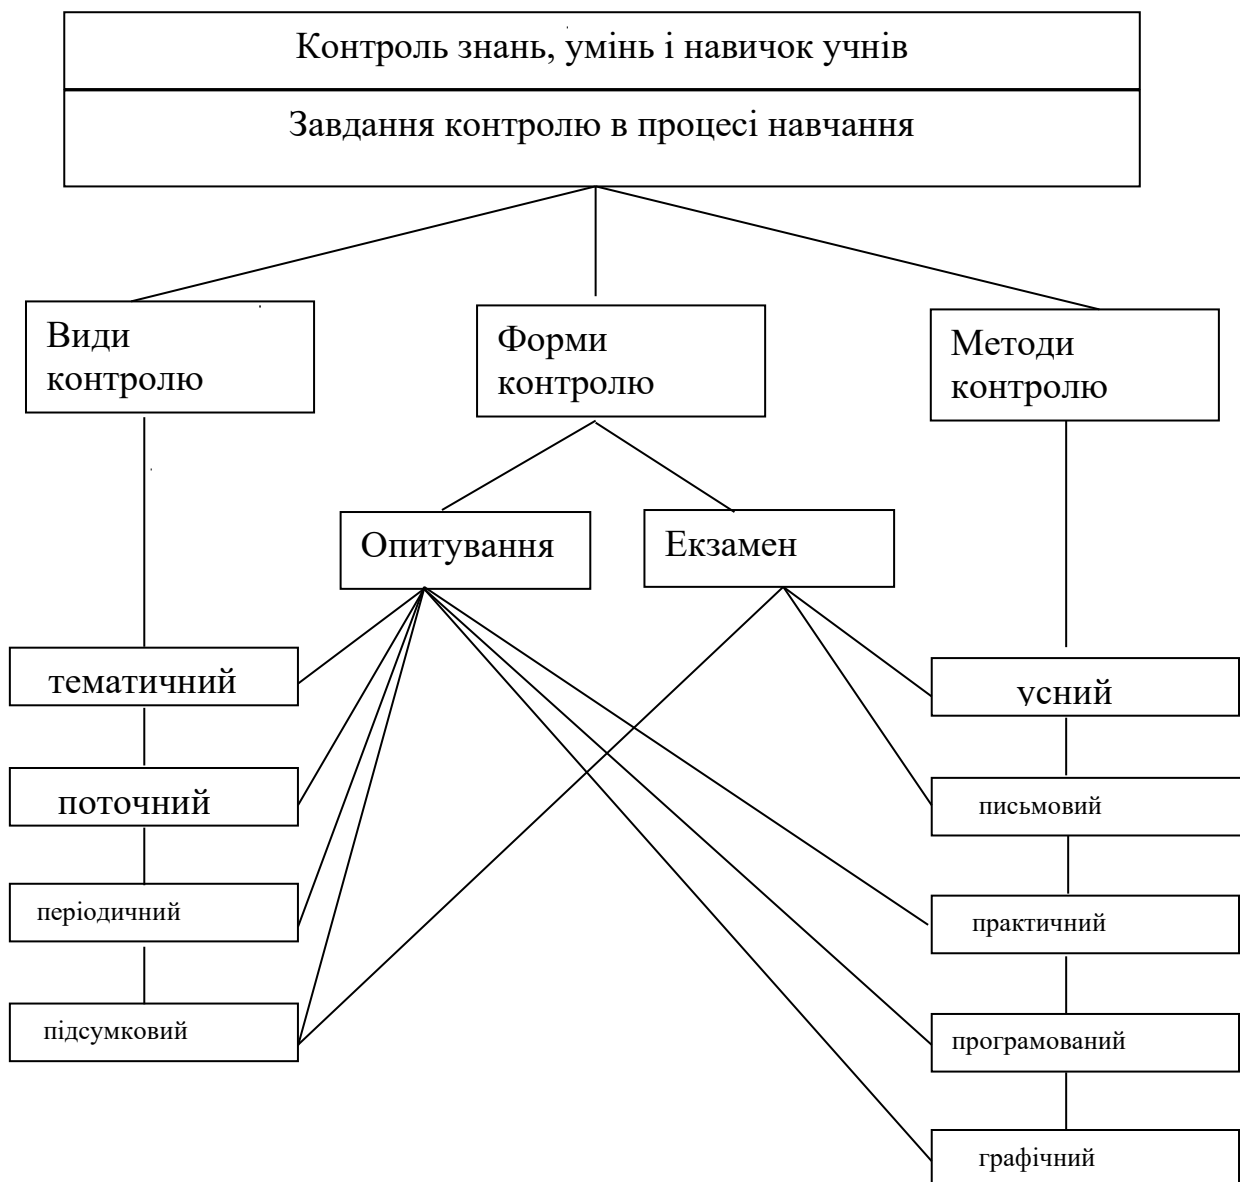 Контроль знань, умінь і навичок учнів
Завдання контролю в процесі навчання
Види
контролю
Форми
контролю
Методи
контролю
Опитування
Екзамен
тематичний
усний
поточний
письмовий
періодичний
практичний
підсумковий
програмований
графічний